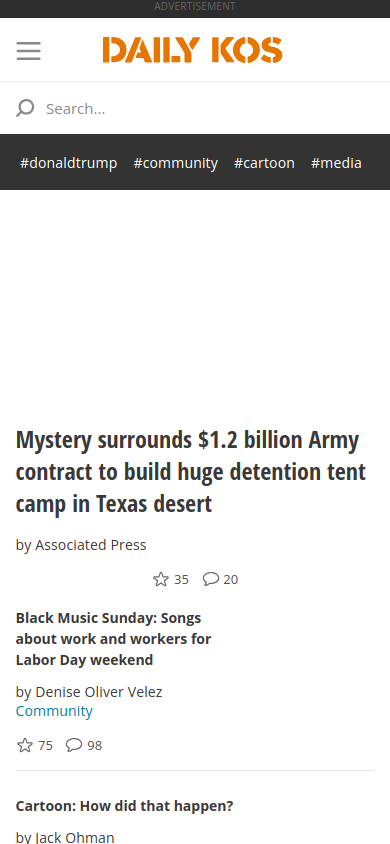 ADVERTISEMENT
DAILY KOS
Search...
#donaldtrump #community #cartoon #media
Mystery surrounds $1.2 billion Army
contract to build huge detention tent
camp in Texas desert
by Associated Press
35 20
Black Music Sunday: Songs
about work and workers for
Labor Day weekend
by Denise Oliver Velez
Community
75 98
Cartoon: How did that happen?
by Jack Ohman